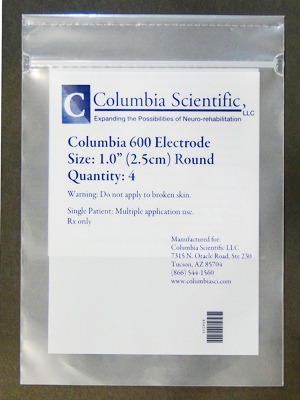 C Columbia Scientific, LLC
Expanding the Possibilities of Neuro-rehabilitation
Columbia 600 Electrode
Size: 1.0” (2.5cm) Round
Quantity: 4
Warning: Do not apply to broken skin.
Single Patient: Multiple application use.
Rx only
Manufactured for:
Columbia Scientific LLC
7315 N. Oracle Road, Ste 230
Tucson, AZ 85704
(866) 544-1560
www.columbiasci.com